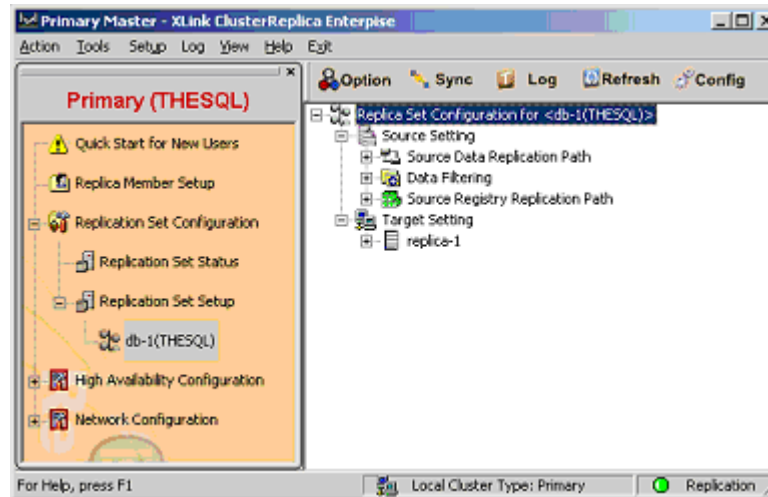 Primary Master - XLink ClusterReplica Enterpise
Action Tools Setup Log View Help Exit
Primary (THESQL)
Quick Start for New Users
Replica Member Setup
Replication Set Configuration
Replication Set Status
Replication Set Setup
db-1(THESQL)
High Availability Configuration
Network Configuration
Option Sync Log Refresh Config
Replica Set Configuration for <db-1(THESQL)>
Source Setting
Source Data Replication Path
Data Filtering
Source Registry Replication Path
Target Setting
replica-1
For Help, press F1
Local Cluster Type: Primary
Replication